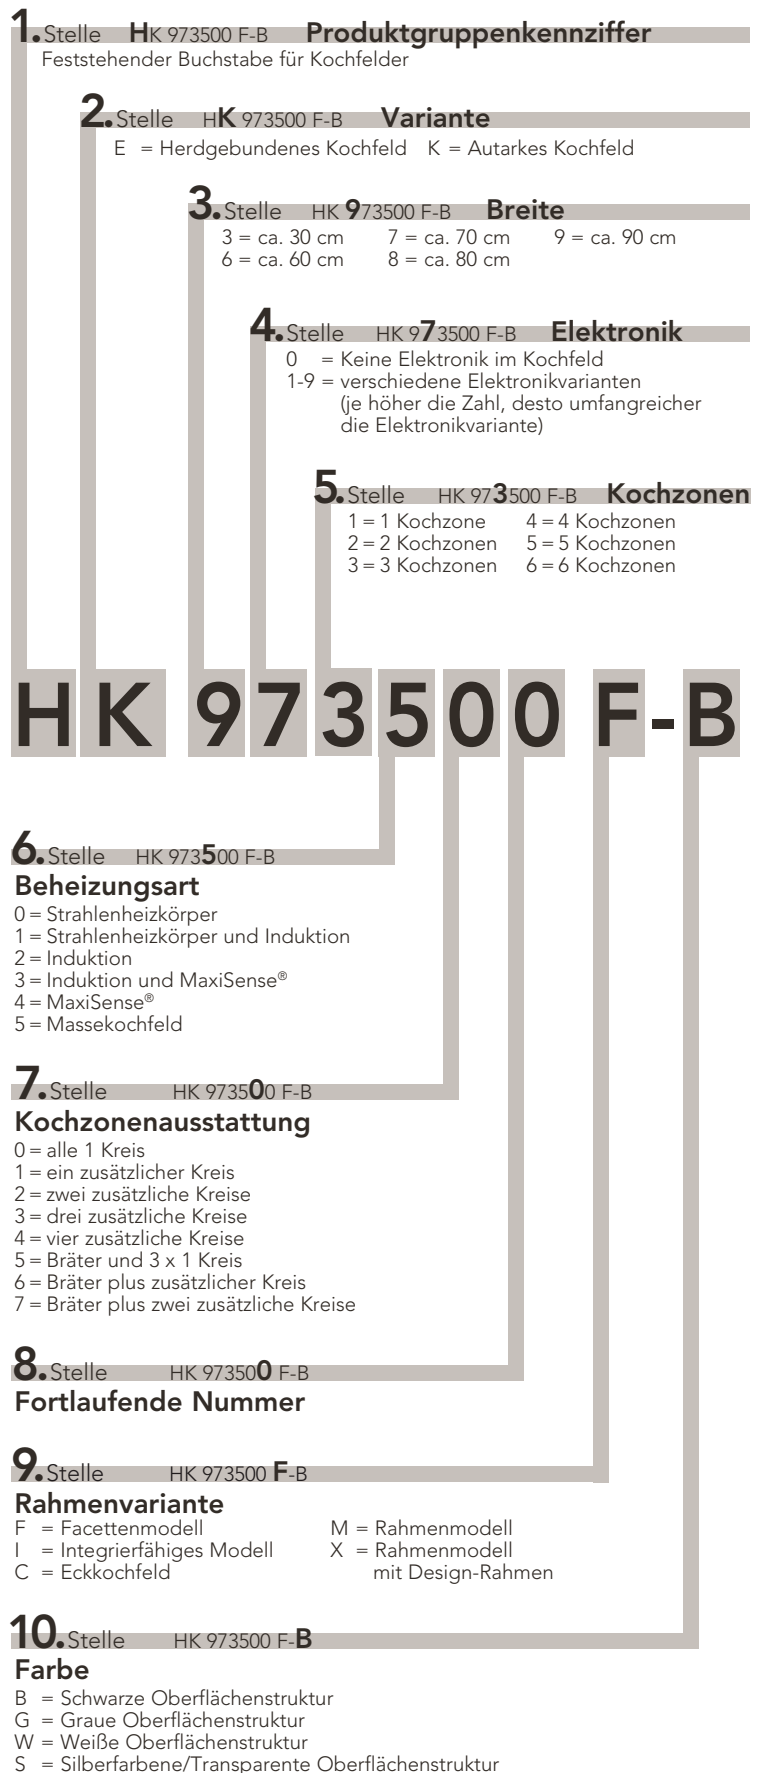 1. Stelle HK 973500 F-B Produktgruppenkennziffer
Feststehender Buchstabe für Kochfelder
2. Stelle HK 973500 F-B Variante
E = Herdgebundenes Kochfeld K = Autarkes Kochfeld
3. Stelle HK 973500 F-B Breite
3 = ca. 30 cm 7 = ca. 70 cm 9 = ca. 90 cm
6 = ca. 60 cm 8 = ca. 80 cm
4. Stelle HK 973500 F-B Elektronik
0 = Keine Elektronik im Kochfeld
1-9 = verschiedene Elektronikvarianten
(je höher die Zahl, desto umfangreicher
die Elektronikvariante)
5. Stelle HK 973500 F-B Kochzonen
1 = 1 Kochzone 4 = 4 Kochzonen
2 = 2 Kochzonen 5 = 5 Kochzonen
3 = 3 Kochzonen 6 = 6 Kochzonen
HK 973500 F-B
6. Stelle HK 973500 F-B
Beheizungsart
0 = Strahlenheizkörper
1 = Strahlenheizkörper und Induktion
2 = Induktion
3 = Induktion und MaxiSense®
4 = MaxiSense®
5 = Massekochfeld
7. Stelle HK 973500 F-B
Kochzonenausstattung
0 = alle 1 Kreis
1 = ein zusätzlicher Kreis
2 = zwei zusätzliche Kreise
3 = drei zusätzliche Kreise
4 = vier zusätzliche Kreise
5 = Bräter und 3 x 1 Kreis
6 = Bräter plus zusätzlicher Kreis
7 = Bräter plus zwei zusätzliche Kreise
8. Stelle HK 973500 F-B
Fortlaufende Nummer
9. Stelle HK 973500 F-B
Rahmenvariante
F = Facettenmodell M = Rahmenmodell
I = Integrierfähiges Modell X = Rahmenmodell
C = Eckkochfeld mit Design-Rahmen
10. Stelle HK 973500 F-B
Farbe
B = Schwarze Oberflächenstruktur
G = Graue Oberflächenstruktur
W = Weiße Oberflächenstruktur
S = Silberfarbene/Transparente Oberflächenstruktur